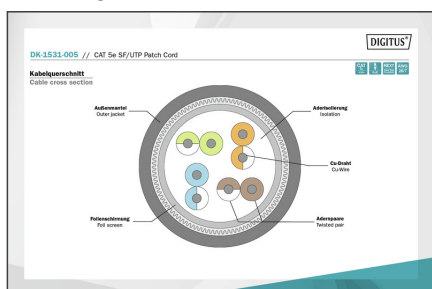 DIGITUS®
DK-1531-005 // CAT 5e SF/UTP Patch Cord
Kabelquerschnitt
Cable cross section
Außenmantel
Outer jacket
Aderisolierung
Isolation
Cu-Draht
Cu-Wire
Folienschirmung
Foil screen
Adernpaare
Twisted pair